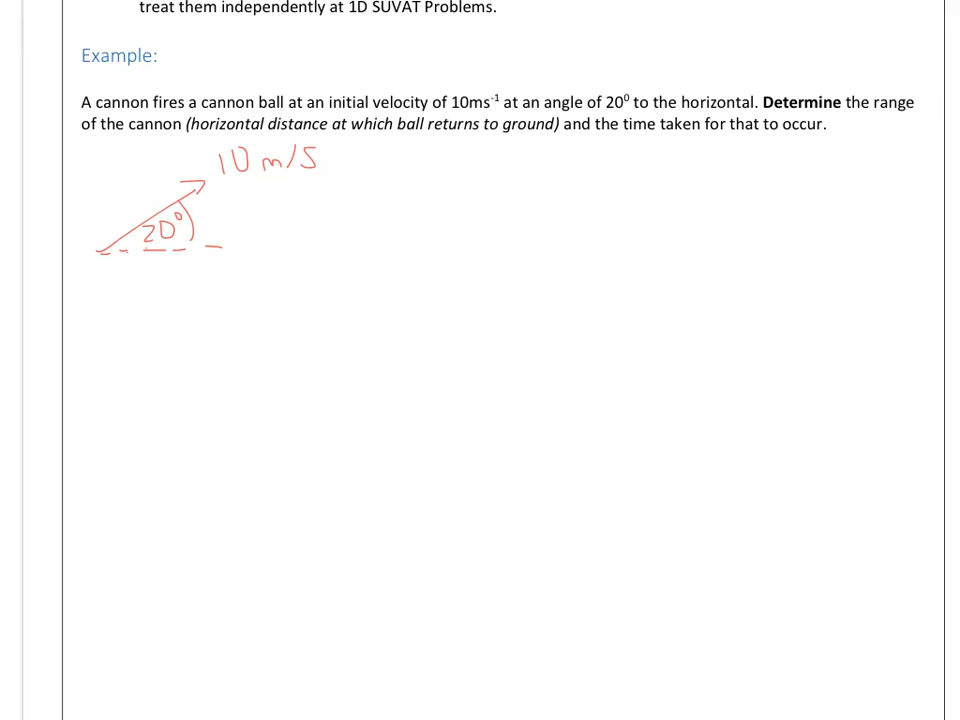 treat them independently at 1D SUVAT Problems.
Example:
A cannon fires a cannon ball at an initial velocity of 10ms⁻¹ at an angle of 20⁰ to the horizontal. Determine the range
of the cannon (horizontal distance at which ball returns to ground) and the time taken for that to occur.
10 m/s
20⁰